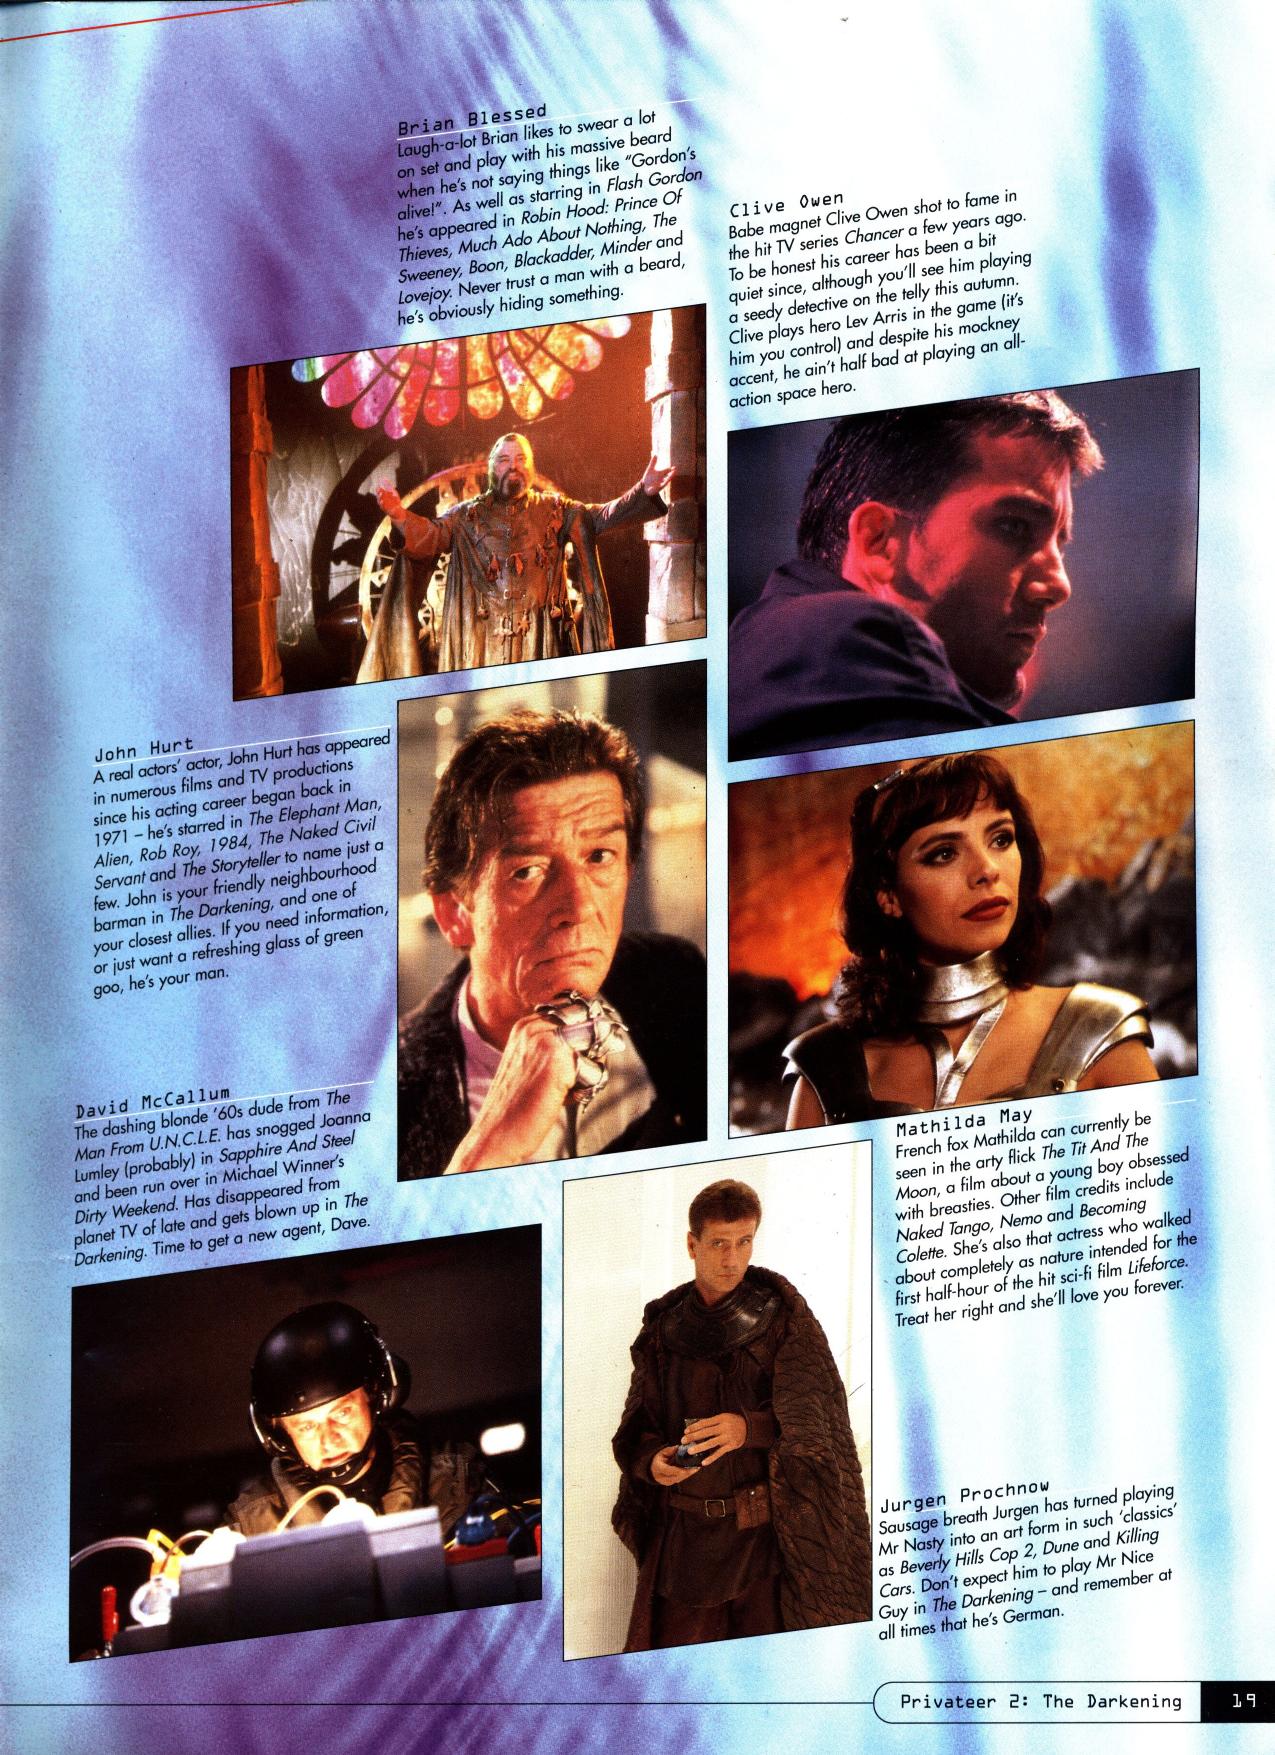 Brian Blessed
Laugh-a-lot Brian likes to swear a lot
on set and play with his massive beard
when he's not saying things like "Gordon's
alive!". As well as starring in Flash Gordon
he's appeared in Robin Hood: Prince Of
Thieves, Much Ado About Nothing, The
Sweeney, Boon, Blackadder, Minder and
Lovejoy. Never trust a man with a beard,
he's obviously hiding something.
Clive Owen
Babe magnet Clive Owen shot to fame in
the hit TV series Chancer a few years ago.
To be honest his career has been a bit
quiet since, although you'll see him playing
a seedy detective on the telly this autumn.
Clive plays hero Lev Arris in the game (it's
him you control) and despite his mockney
accent, he ain't half bad at playing an all-
action space hero.
John Hurt
A real actors' actor, John Hurt has appeared
in numerous films and TV productions
since his acting career began back in
1971 – he's starred in The Elephant Man,
Alien, Rob Roy, 1984, The Naked Civil
Servant and The Storyteller to name just a
few. John is your friendly neighbourhood
barman in The Darkening, and one of
your closest allies. If you need information,
or just want a refreshing glass of green
goo, he's your man.
David McCallum
The dashing blonde '60s dude from The
Man From U.N.C.L.E. has snogged Joanna
Lumley (probably) in Sapphire And Steel
and been run over in Michael Winner's
Dirty Weekend. Has disappeared from
planet TV of late and gets blown up in The
Darkening. Time to get a new agent, Dave.
Mathilda May
French fox Mathilda can currently be
seen in the arty flick The Tit And The
Moon, a film about a young boy obsessed
with breasties. Other film credits include
Naked Tango, Nemo and Becoming
Colette. She's also that actress who walked
about completely as nature intended for the
first half-hour of the hit sci-fi film Lifeforce.
Treat her right and she'll love you forever.
Jurgen Prochnow
Sausage breath Jurgen has turned playing
Mr Nasty into an art form in such 'classics'
as Beverly Hills Cop 2, Dune and Killing
Cars. Don't expect him to play Mr Nice
Guy in The Darkening – and remember at
all times that he's German.
Privateer 2: The Darkening 19